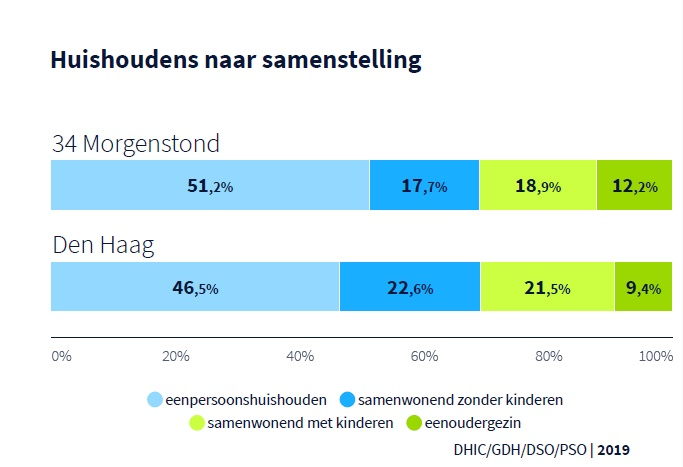 Huishoudens naar samenstelling
34 Morgenstond
51,2% 17,7% 18,9% 12,2%
Den Haag
46,5% 22,6% 21,5% 9,4%
0% 20% 40% 60% 80% 100%
eenpersoonshuishouden samenwonend zonder kinderen
samenwonend met kinderen eenoudergezin
DHIC/GDH/DSO/PSO | 2019